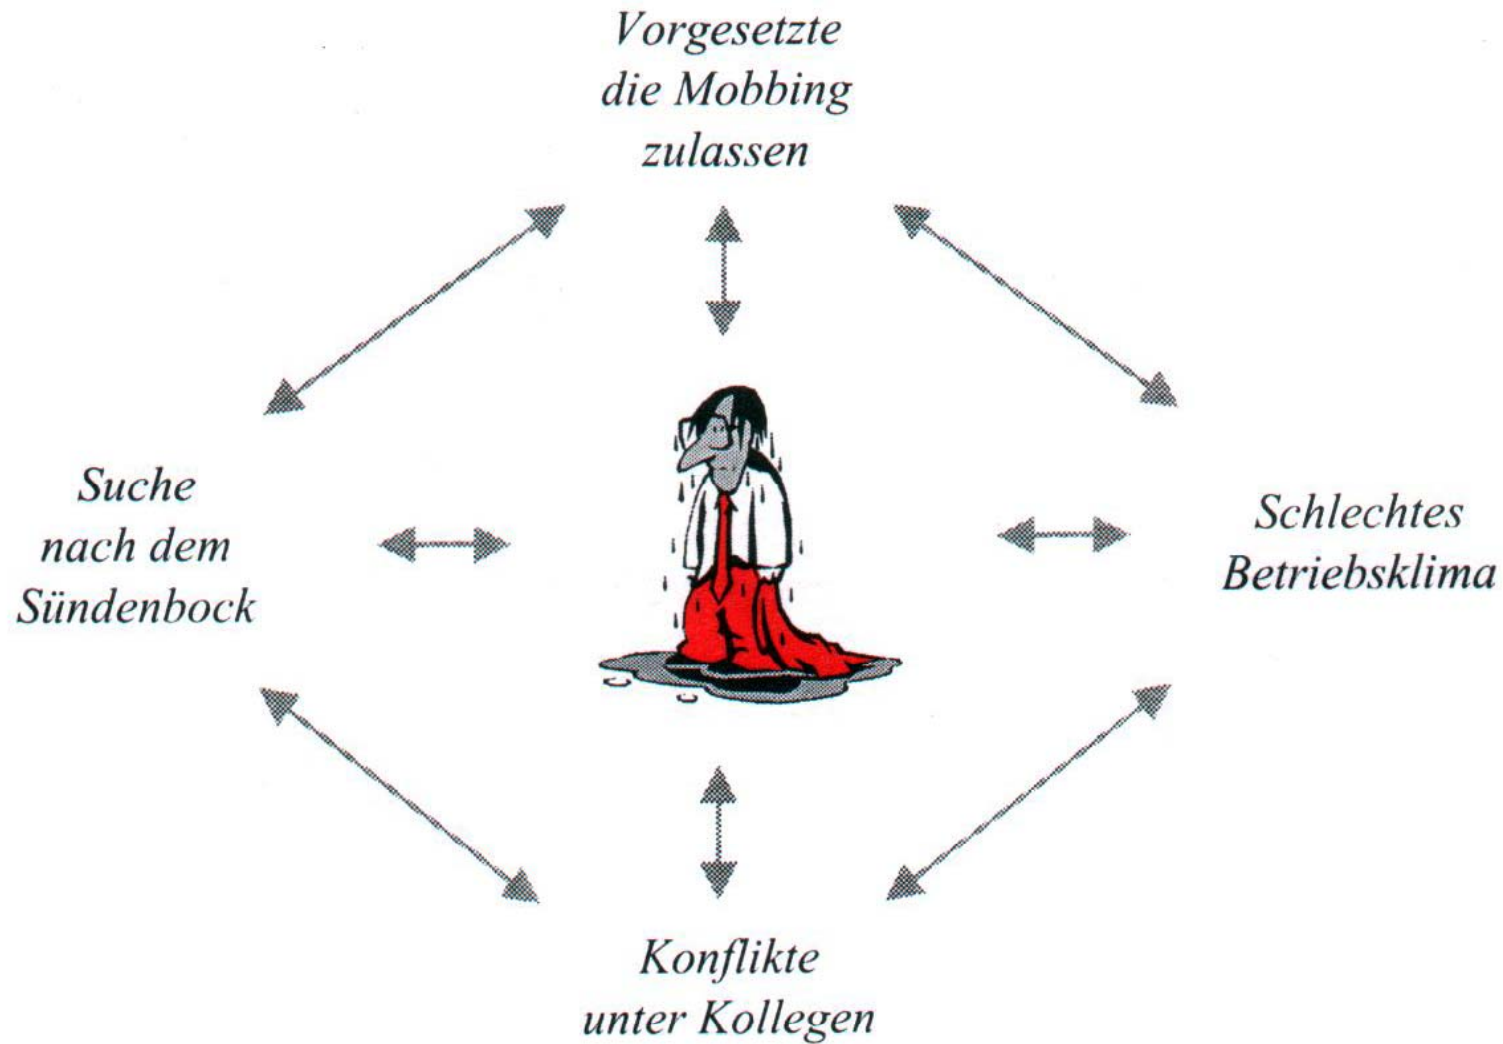 Vorgesetzte
die Mobbing
zulassen
Suche
nach dem
Sündenbock
Schlechtes
Betriebsklima
Konflikte
unter Kollegen